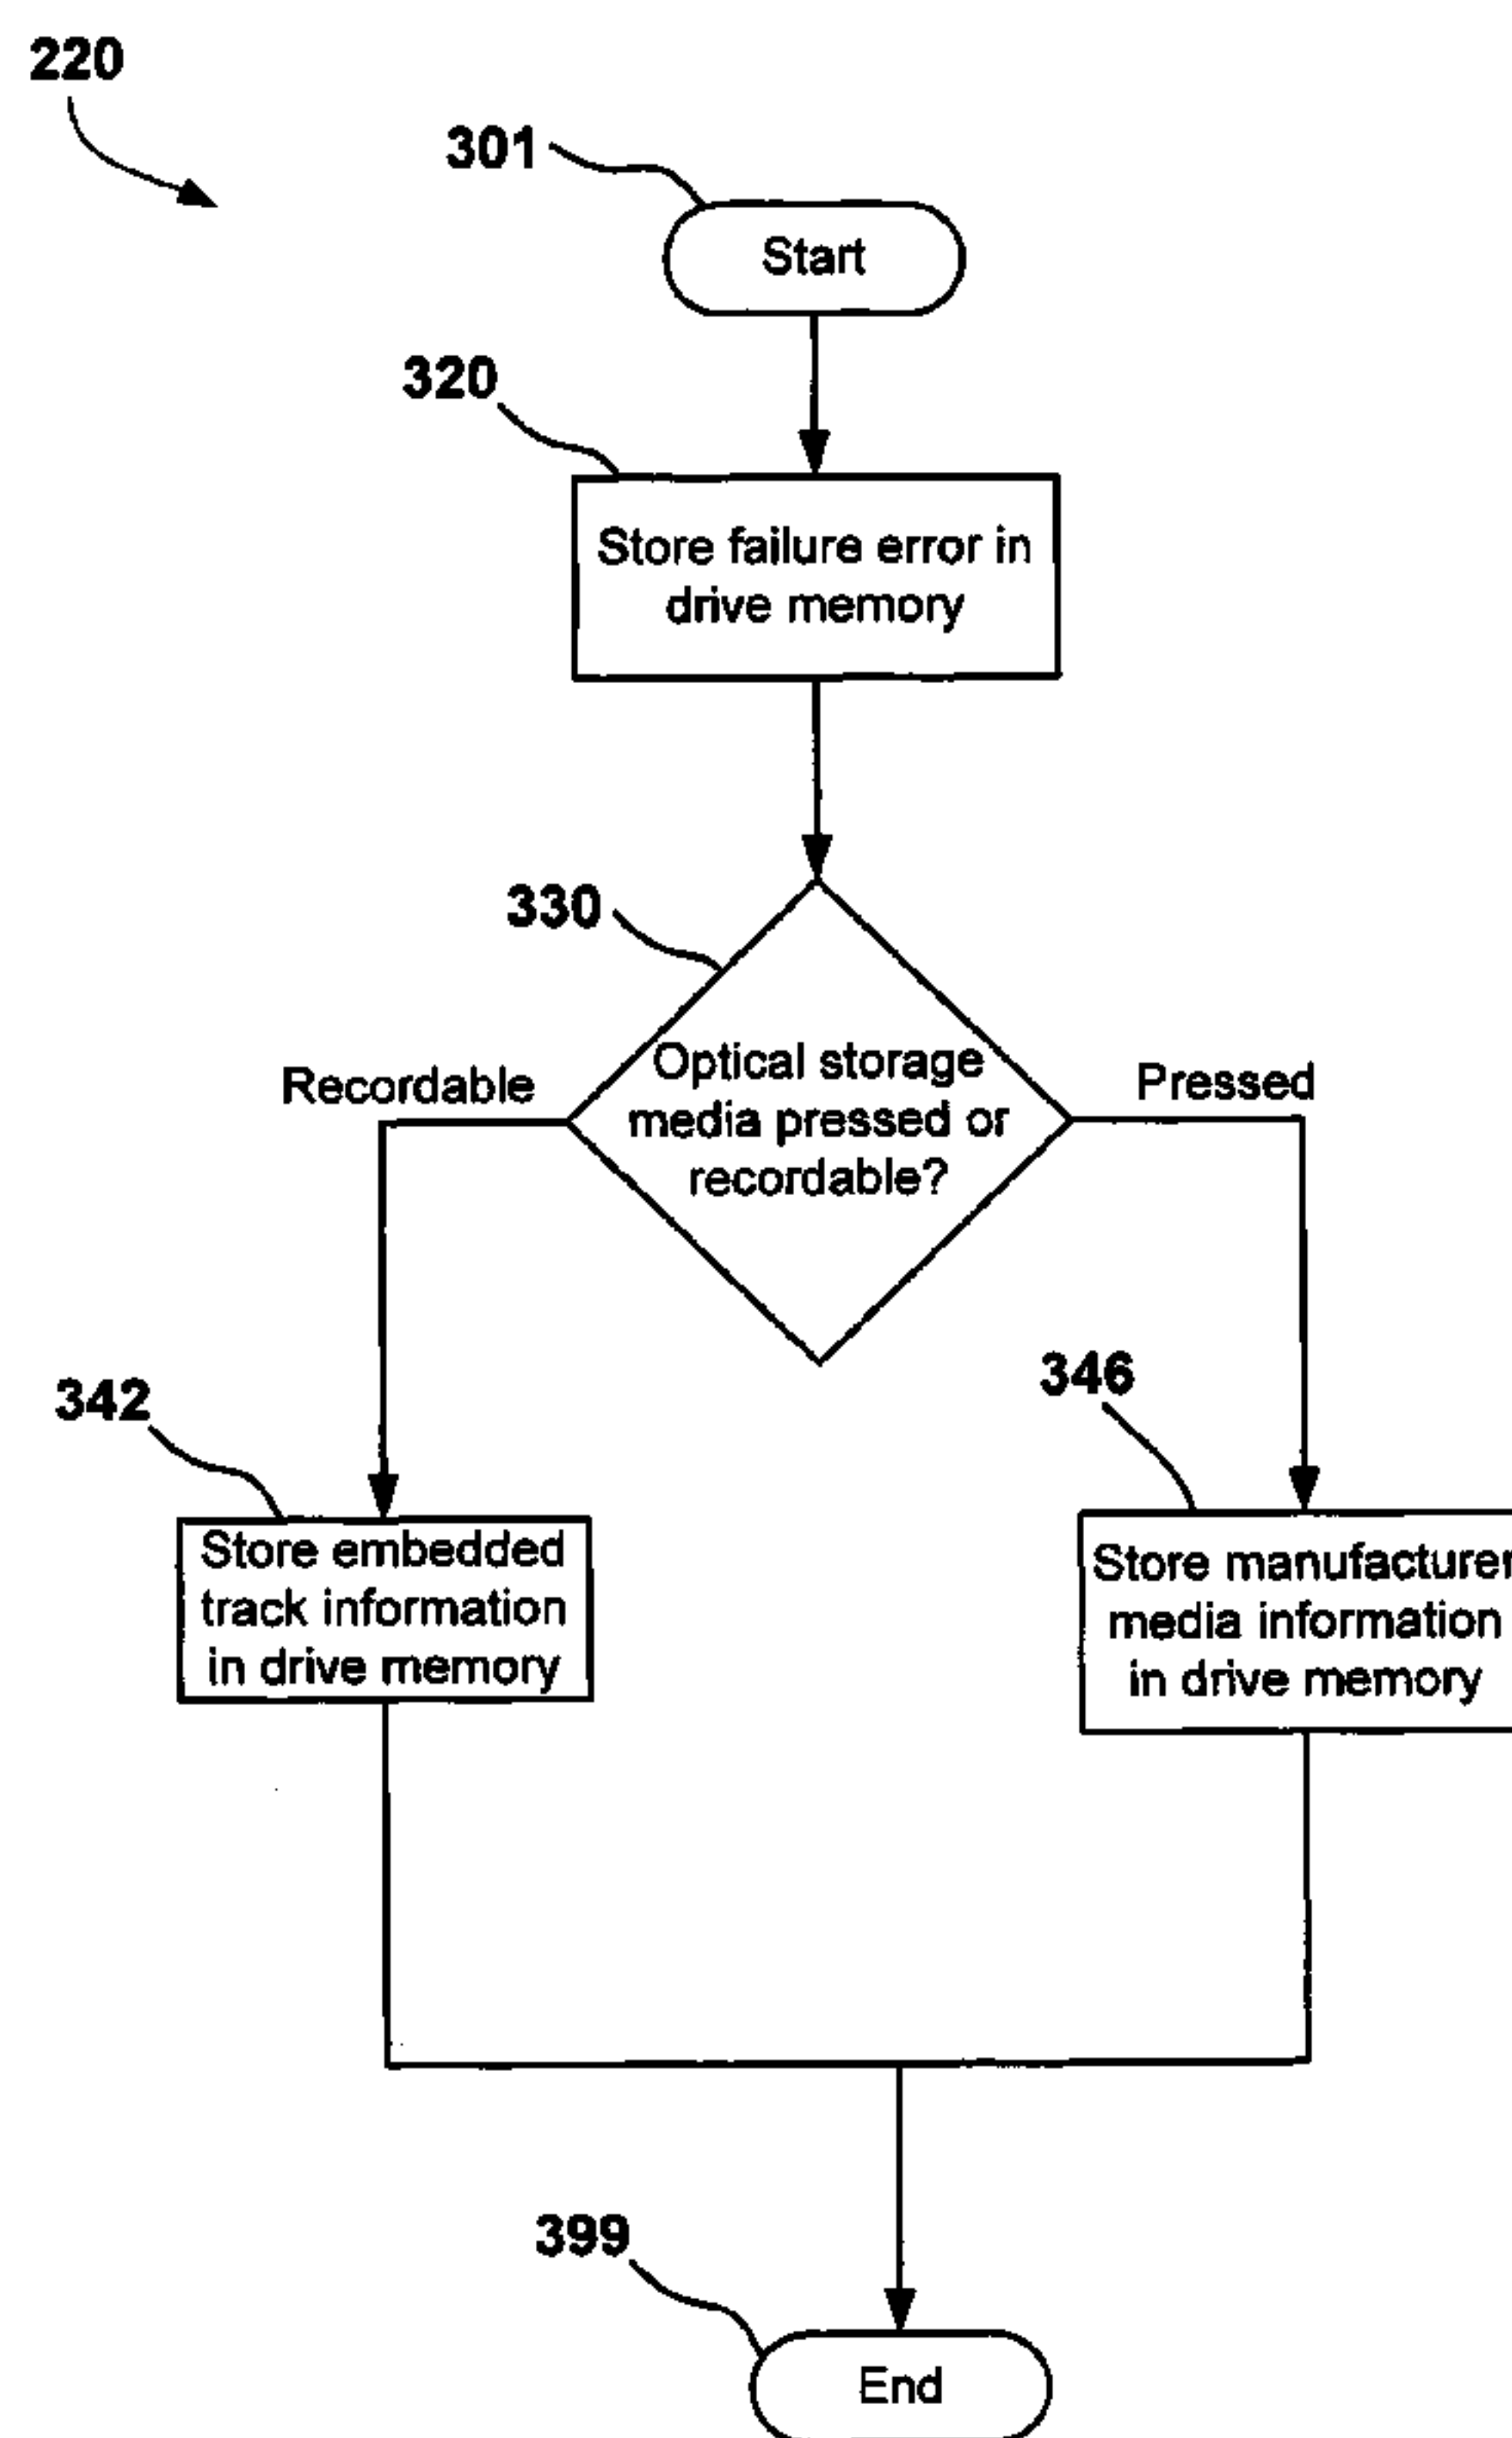 220
301
Start
320
Store failure error in
drive memory
330
Optical storage
media pressed or
recordable?
Recordable
Pressed
342
Store embedded
track information
in drive memory
346
Store manufacturer
media information
in drive memory
399
End